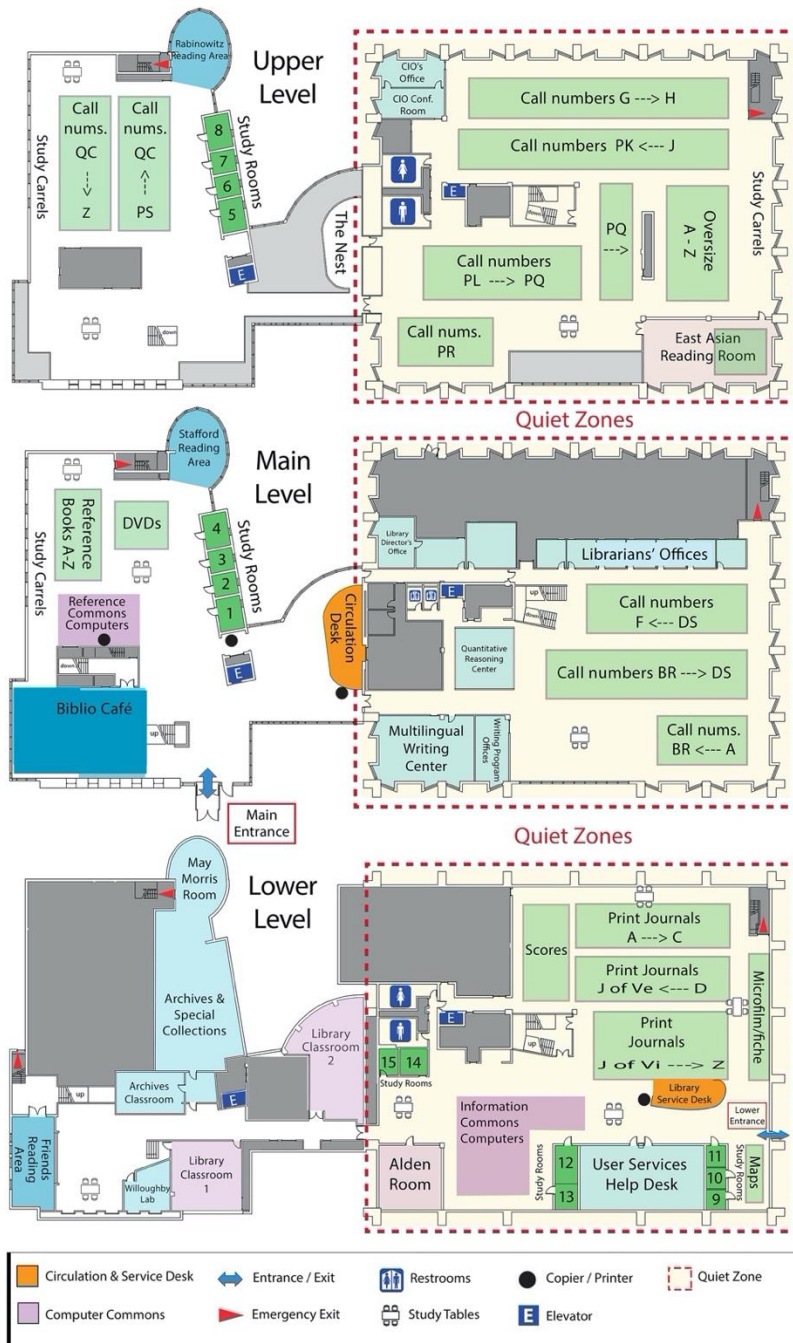 Upper
Level
Rabinowitz
Reading Area
Study Carrels
Call
nums.
QC
--->
Z
Call
nums.
QC
<---
PS
Study Rooms
8
7
6
5
E
The Nest
down
CIO's
Office
CIO Conf.
Room
Call numbers G ---> H
Call numbers PK <--- J
E
PQ
--->
Oversize
A - Z
Study Carrels
Call numbers
PL ---> PQ
Call nums.
PR
East Asian
Reading Room
Quiet Zones
Main
Level
Stafford
Reading
Area
Study Carrels
Reference
Books A-Z
DVDs
Study Rooms
4
3
2
1
Reference
Commons
Computers
down
E
Biblio Café
up
Main
Entrance
Circulation
Desk
Library
Director's
Office
Librarians' Offices
E
up
down
Call numbers
F <--- DS
Quantitative
Reasoning
Center
Call numbers BR ---> DS
Multilingual
Writing
Center
Writing Program
Offices
Call nums.
BR <--- A
Quiet Zones
Lower
Level
May
Morris
Room
Archives &
Special
Collections
Library
Classroom
2
Archives
Classroom
E
up
Friends
Reading
Area
Willoughby
Lab
Library
Classroom
1
Scores
Print Journals
A ---> C
Print Journals
J of Ve <--- D
Print
Journals
J of Vi ---> Z
Microfilm/fiche
E
15
14
Study Rooms
Library
Service Desk
Lower
Entrance
Information
Commons
Computers
Alden
Room
Study Rooms
12
13
User Services
Help Desk
11
10
9
Study Rooms
Maps
Circulation & Service Desk
Entrance / Exit
Restrooms
Copier / Printer
Quiet Zone
Computer Commons
Emergency Exit
Study Tables
E
Elevator